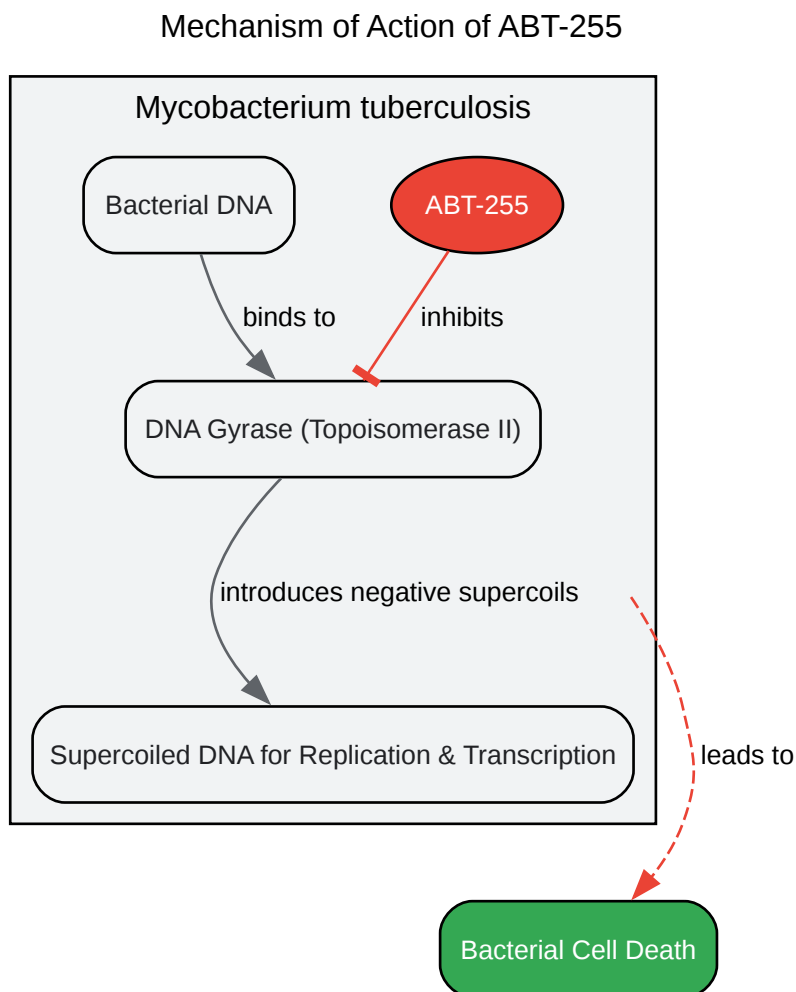 Mechanism of Action of ABT-255
Mycobacterium tuberculosis
Bacterial DNA
ABT-255
binds to
inhibits
DNA Gyrase (Topoisomerase II)
introduces negative supercoils
Supercoiled DNA for Replication & Transcription
leads to
Bacterial Cell Death